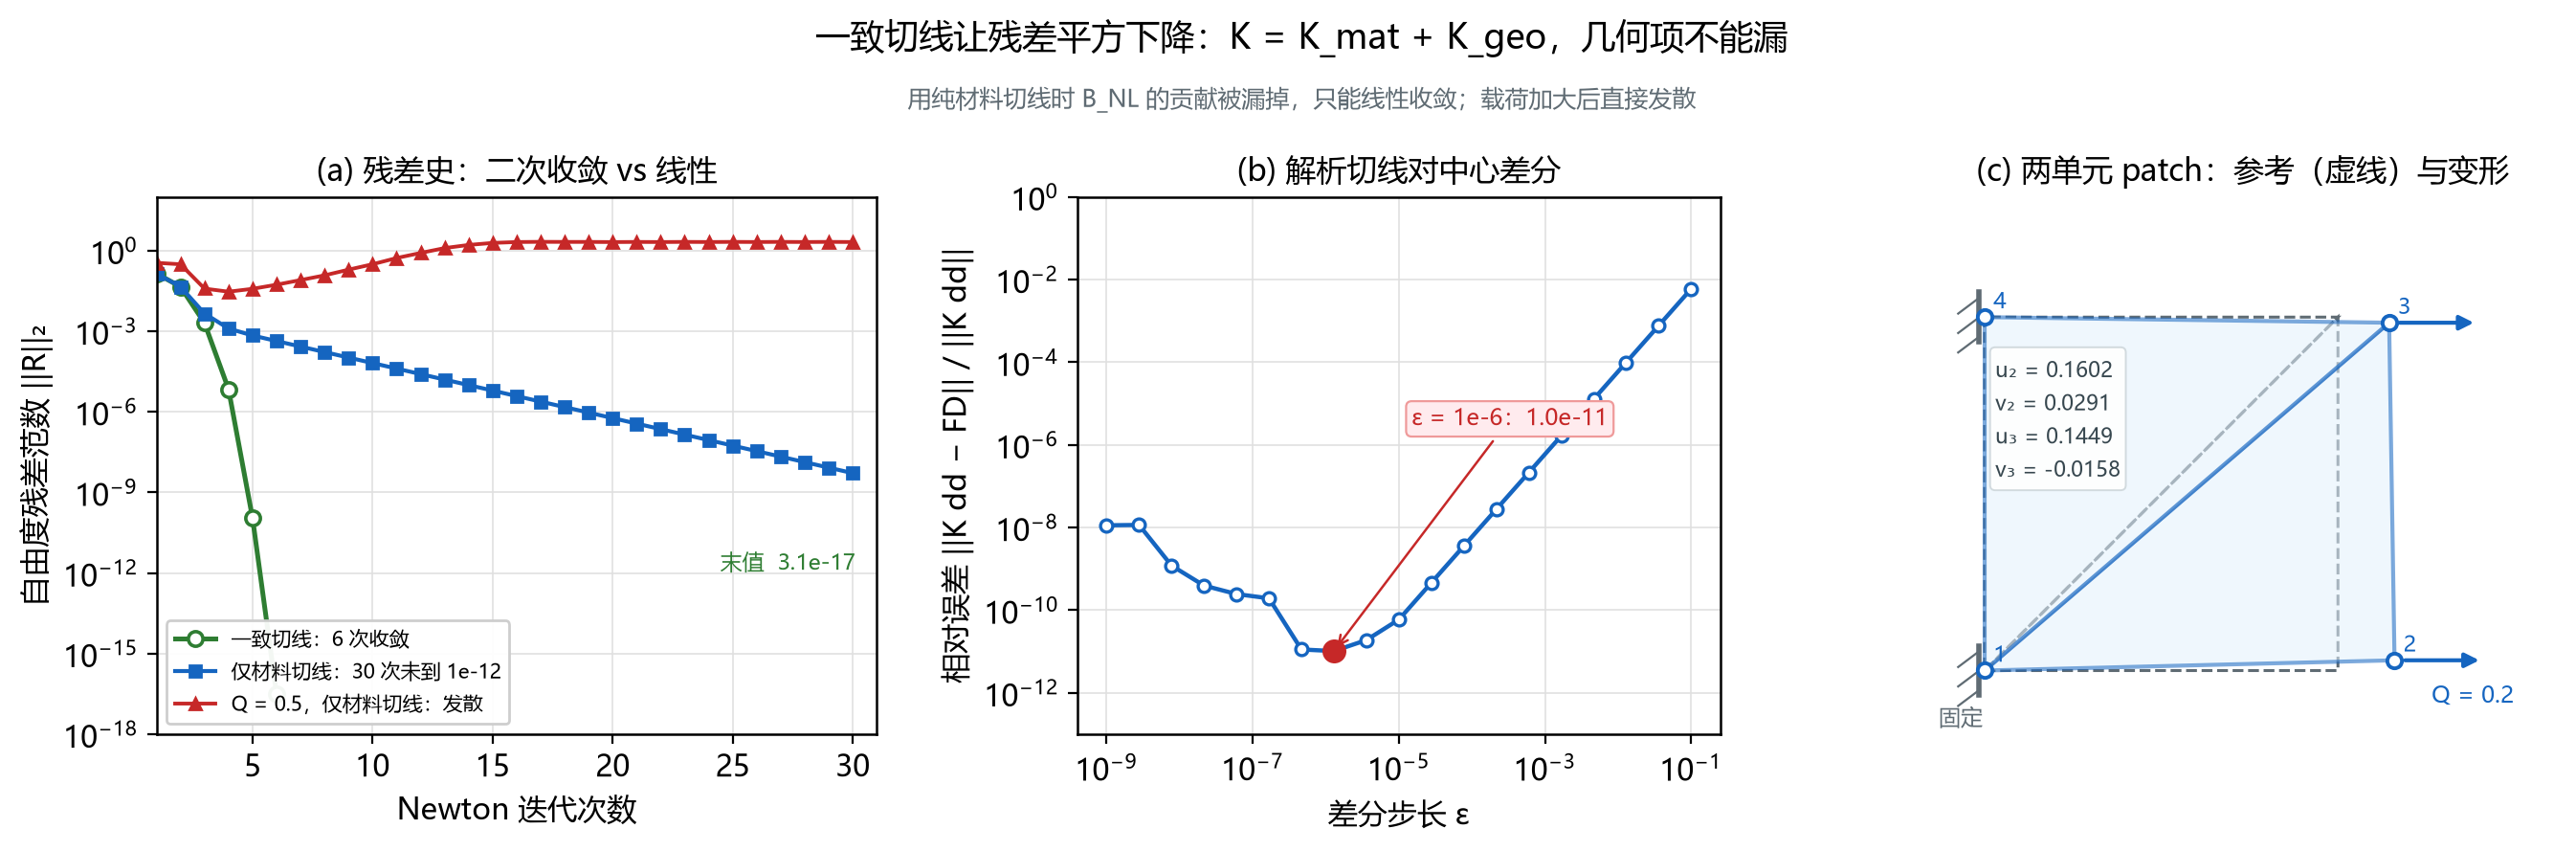 一致切线让残差平方下降：K = K_mat + K_geo，几何项不能漏
用纯材料切线时 B_NL 的贡献被漏掉，只能线性收敛；载荷加大后直接发散
(a) 残差史：二次收敛 vs 线性
自由度残差范数 ||R||₂
10⁰
10⁻³
10⁻⁶
10⁻⁹
10⁻¹²
10⁻¹⁵
10⁻¹⁸
末值 3.1e-17
一致切线：6 次收敛
仅材料切线：30 次未到 1e-12
Q = 0.5，仅材料切线：发散
5 10 15 20 25 30
Newton 迭代次数
(b) 解析切线对中心差分
相对误差 ||K dd − FD|| / ||K dd||
10⁰
10⁻²
10⁻⁴
10⁻⁶
10⁻⁸
10⁻¹⁰
10⁻¹²
ε = 1e-6：1.0e-11
10⁻⁹ 10⁻⁷ 10⁻⁵ 10⁻³ 10⁻¹
差分步长 ε
(c) 两单元 patch：参考（虚线）与变形
4
3
u₂ = 0.1602
v₂ = 0.0291
u₃ = 0.1449
v₃ = -0.0158
1
2
Q = 0.2
固定